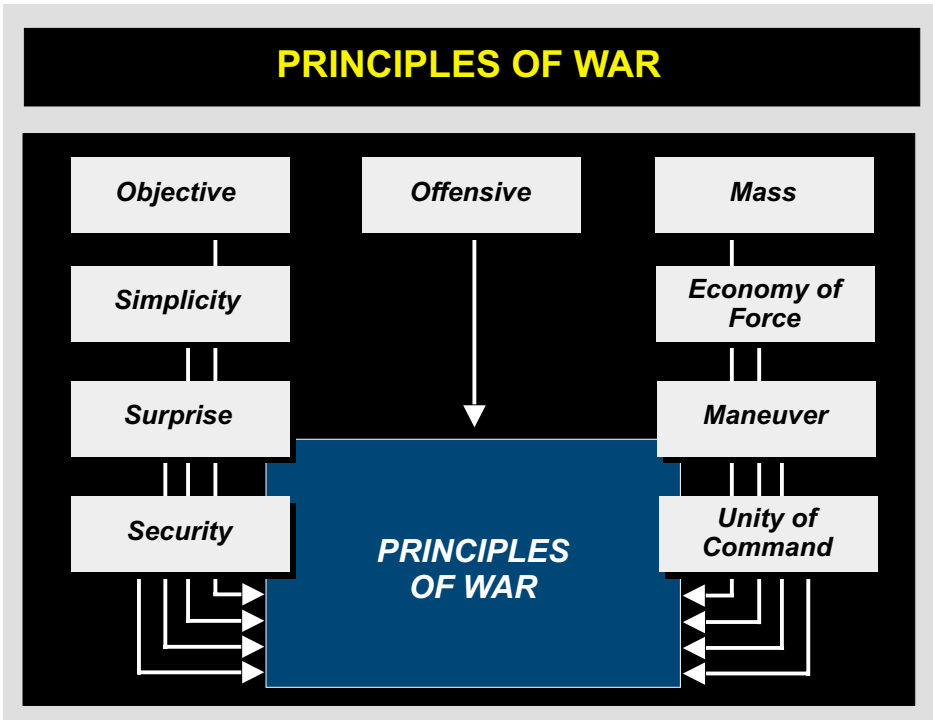 PRINCIPLES OF WAR
Objective
Offensive
Mass
Simplicity
Economy of
Force
Surprise
Maneuver
Security
PRINCIPLES
OF WAR
Unity of
Command